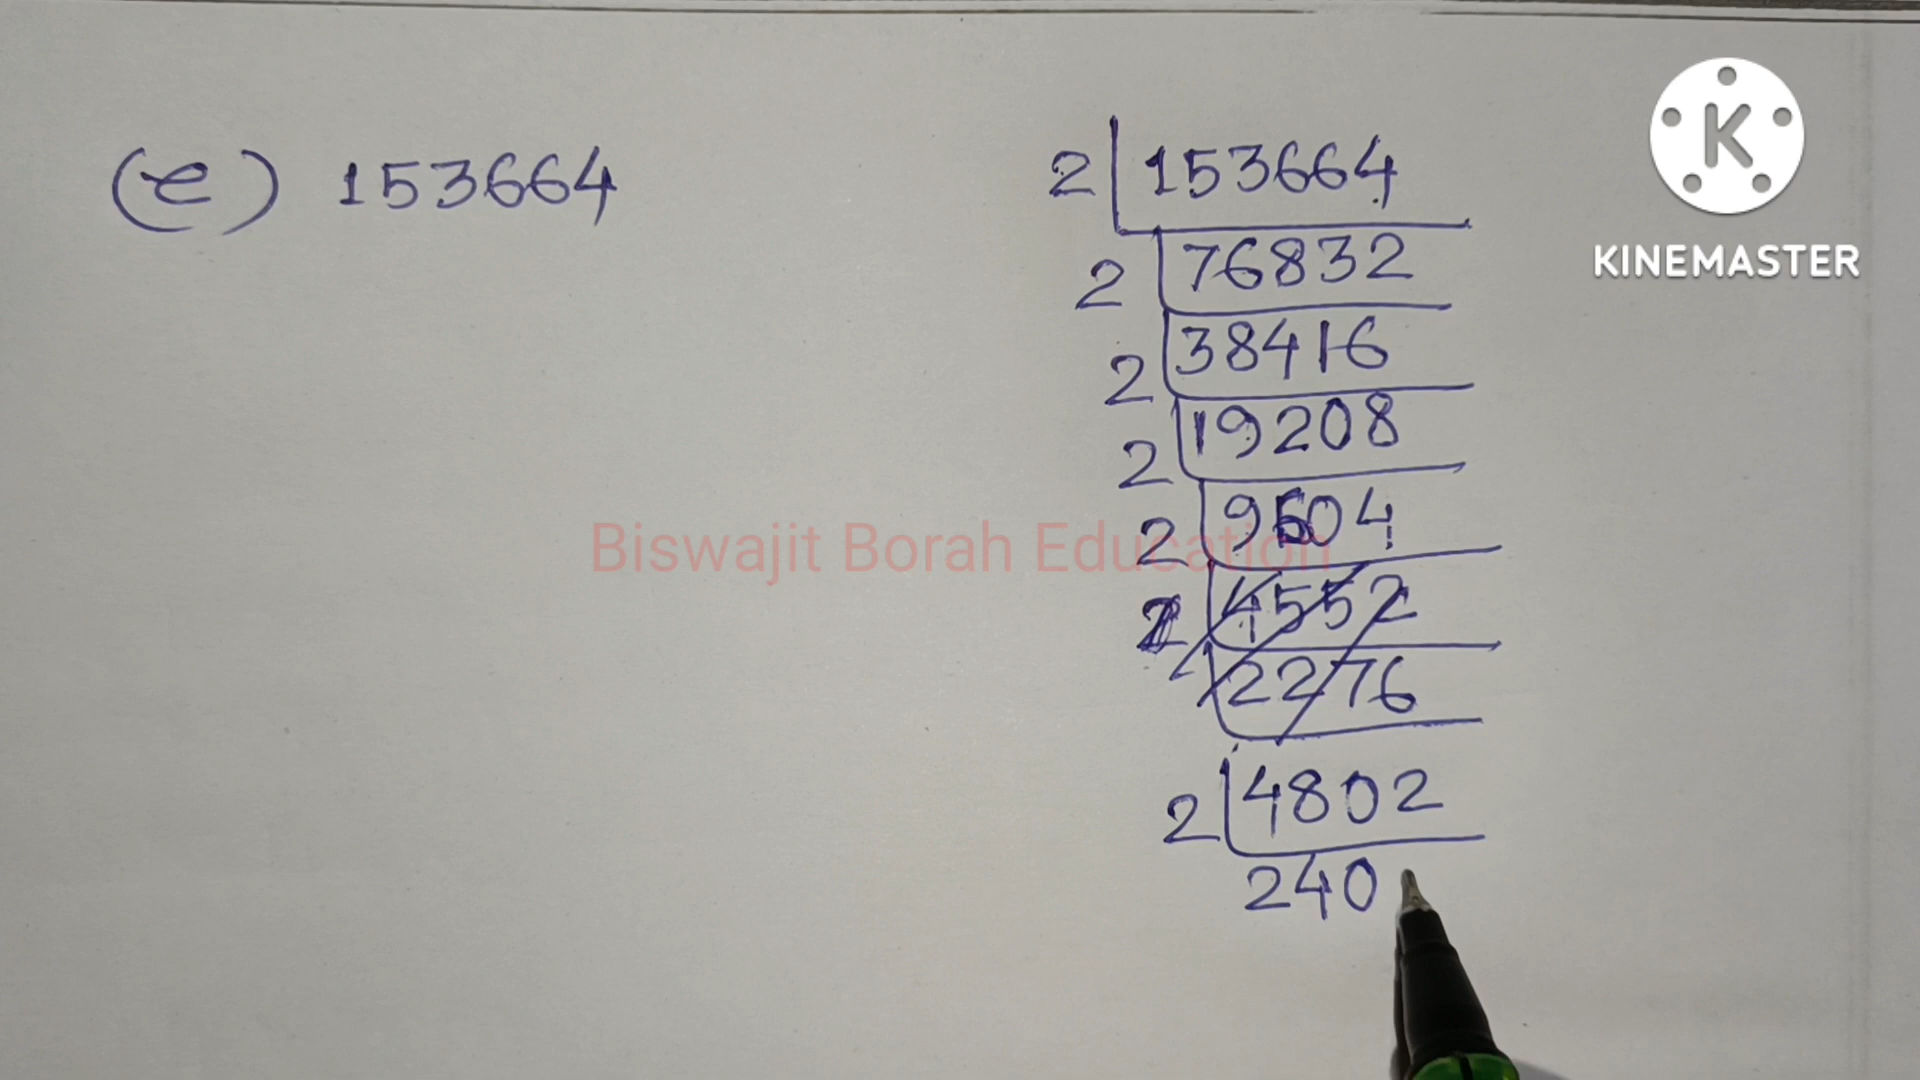 (e) 153664
2 153664
2 76832
2 38416
2 19208
2 9604
2 4552
2 2276
2 4802
240
K
KINEMASTER
Biswajit Borah Education